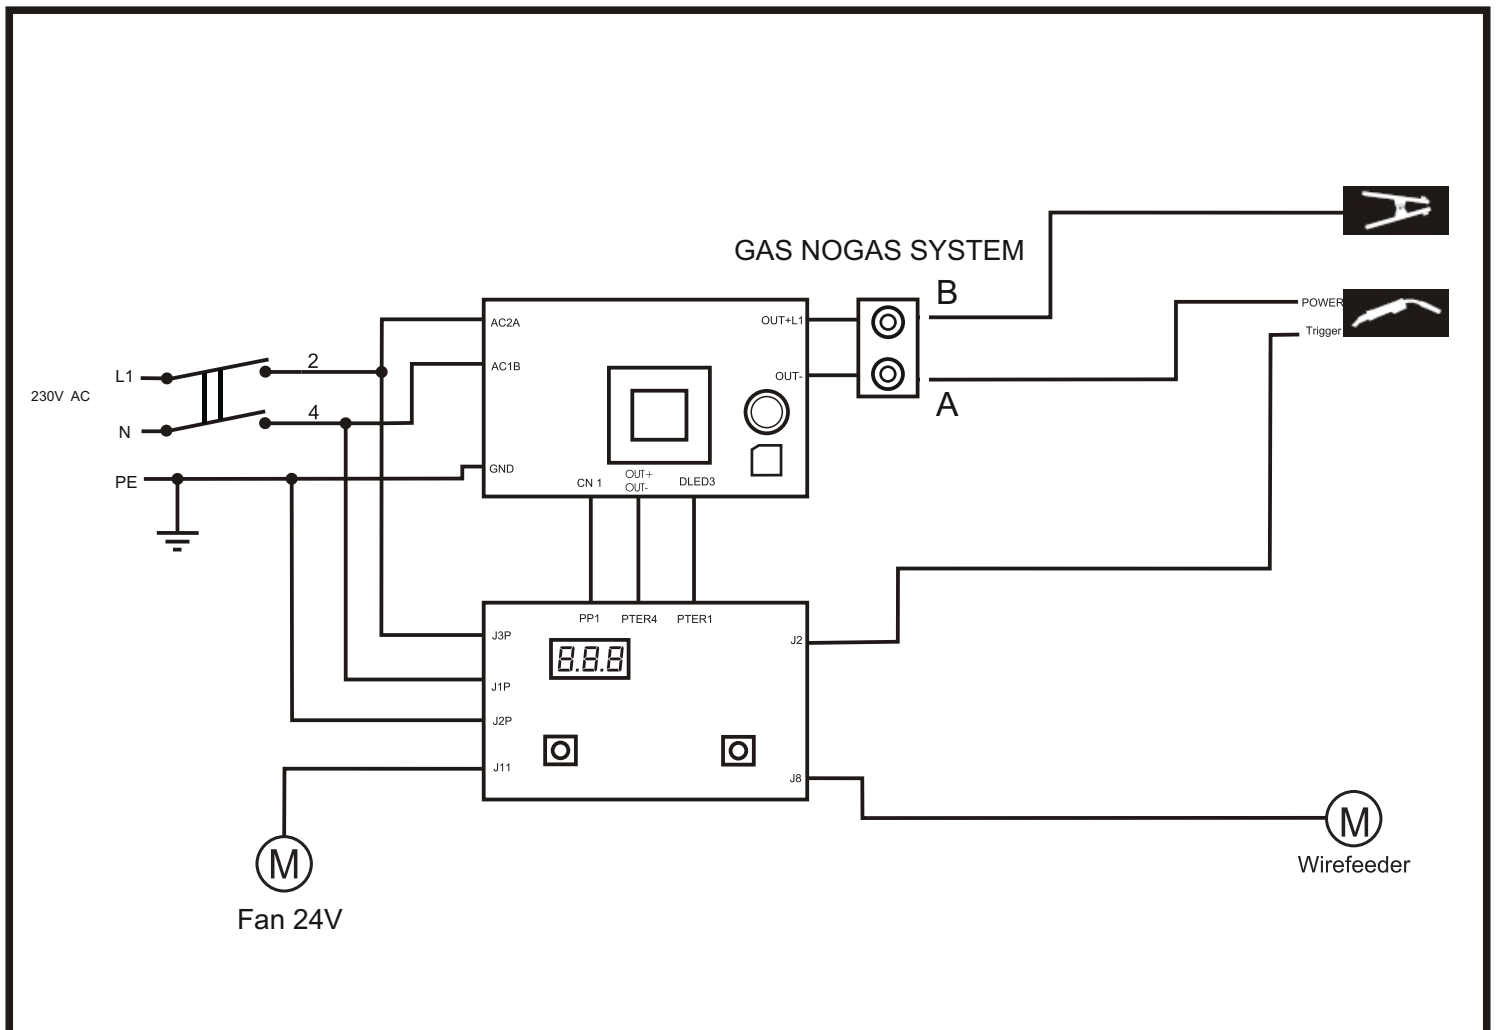 GAS NOGAS SYSTEM
B
A
POWER
Trigger
AC2A
OUT+L1
AC1B
OUT-
GND
CN 1
OUT+
OUT-
DLED3
230V AC
L1
2
N
4
PE
PP1
PTER4
PTER1
J3P
J2
8.8.8
J1P
J2P
J11
J8
M
Fan 24V
M
Wirefeeder